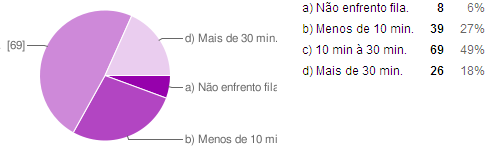 [69]
d) Mais de 30 min.
a) Não enfrento fila
b) Menos de 10 mi
a) Não enfrento fila. 8 6%
b) Menos de 10 min. 39 27%
c) 10 min à 30 min. 69 49%
d) Mais de 30 min. 26 18%